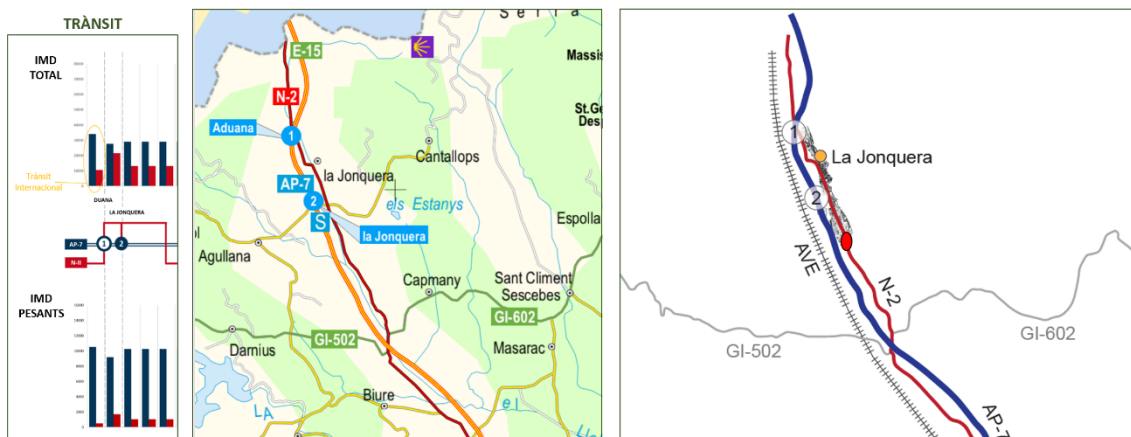 TRÀNSIT
IMD
TOTAL
Trànsit
Internacional
DUANA
LA JONQUERA
AP-7
1
2
N-II
IMD
PESANTS
Serra
E-15
Massis
N-2
St.Ge
Desp
Aduana
1
Cantallops
la Jonquera
AP-7
2
els Estanys
S
la Jonquera
Espolla
Agullana
Capmany
Sant Climent
Sescebes
GI-602
GI-502
Darnius
Masarac
Biure
LA
el
1
La Jonquera
2
AVE
N-2
GI-502
GI-602
AP-7